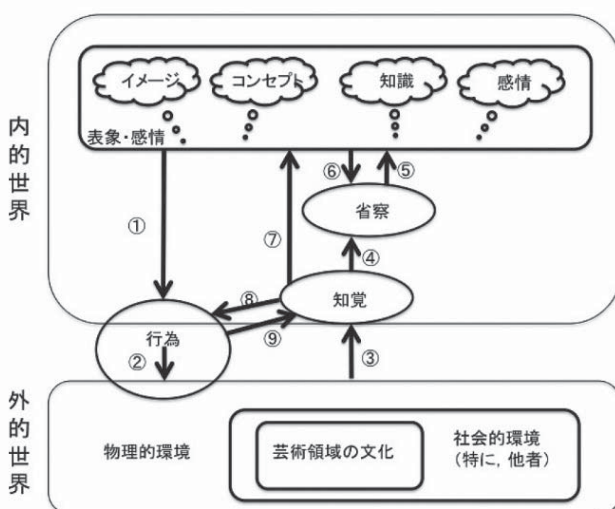 イメージ
コンセプト
知識
感情
表象・感情
内的世界
①
⑦
⑥
⑤
省察
④
知覚
⑧
⑨
行為
②
③
外的世界
物理的環境
芸術領域の文化
社会的環境
(特に,他者)